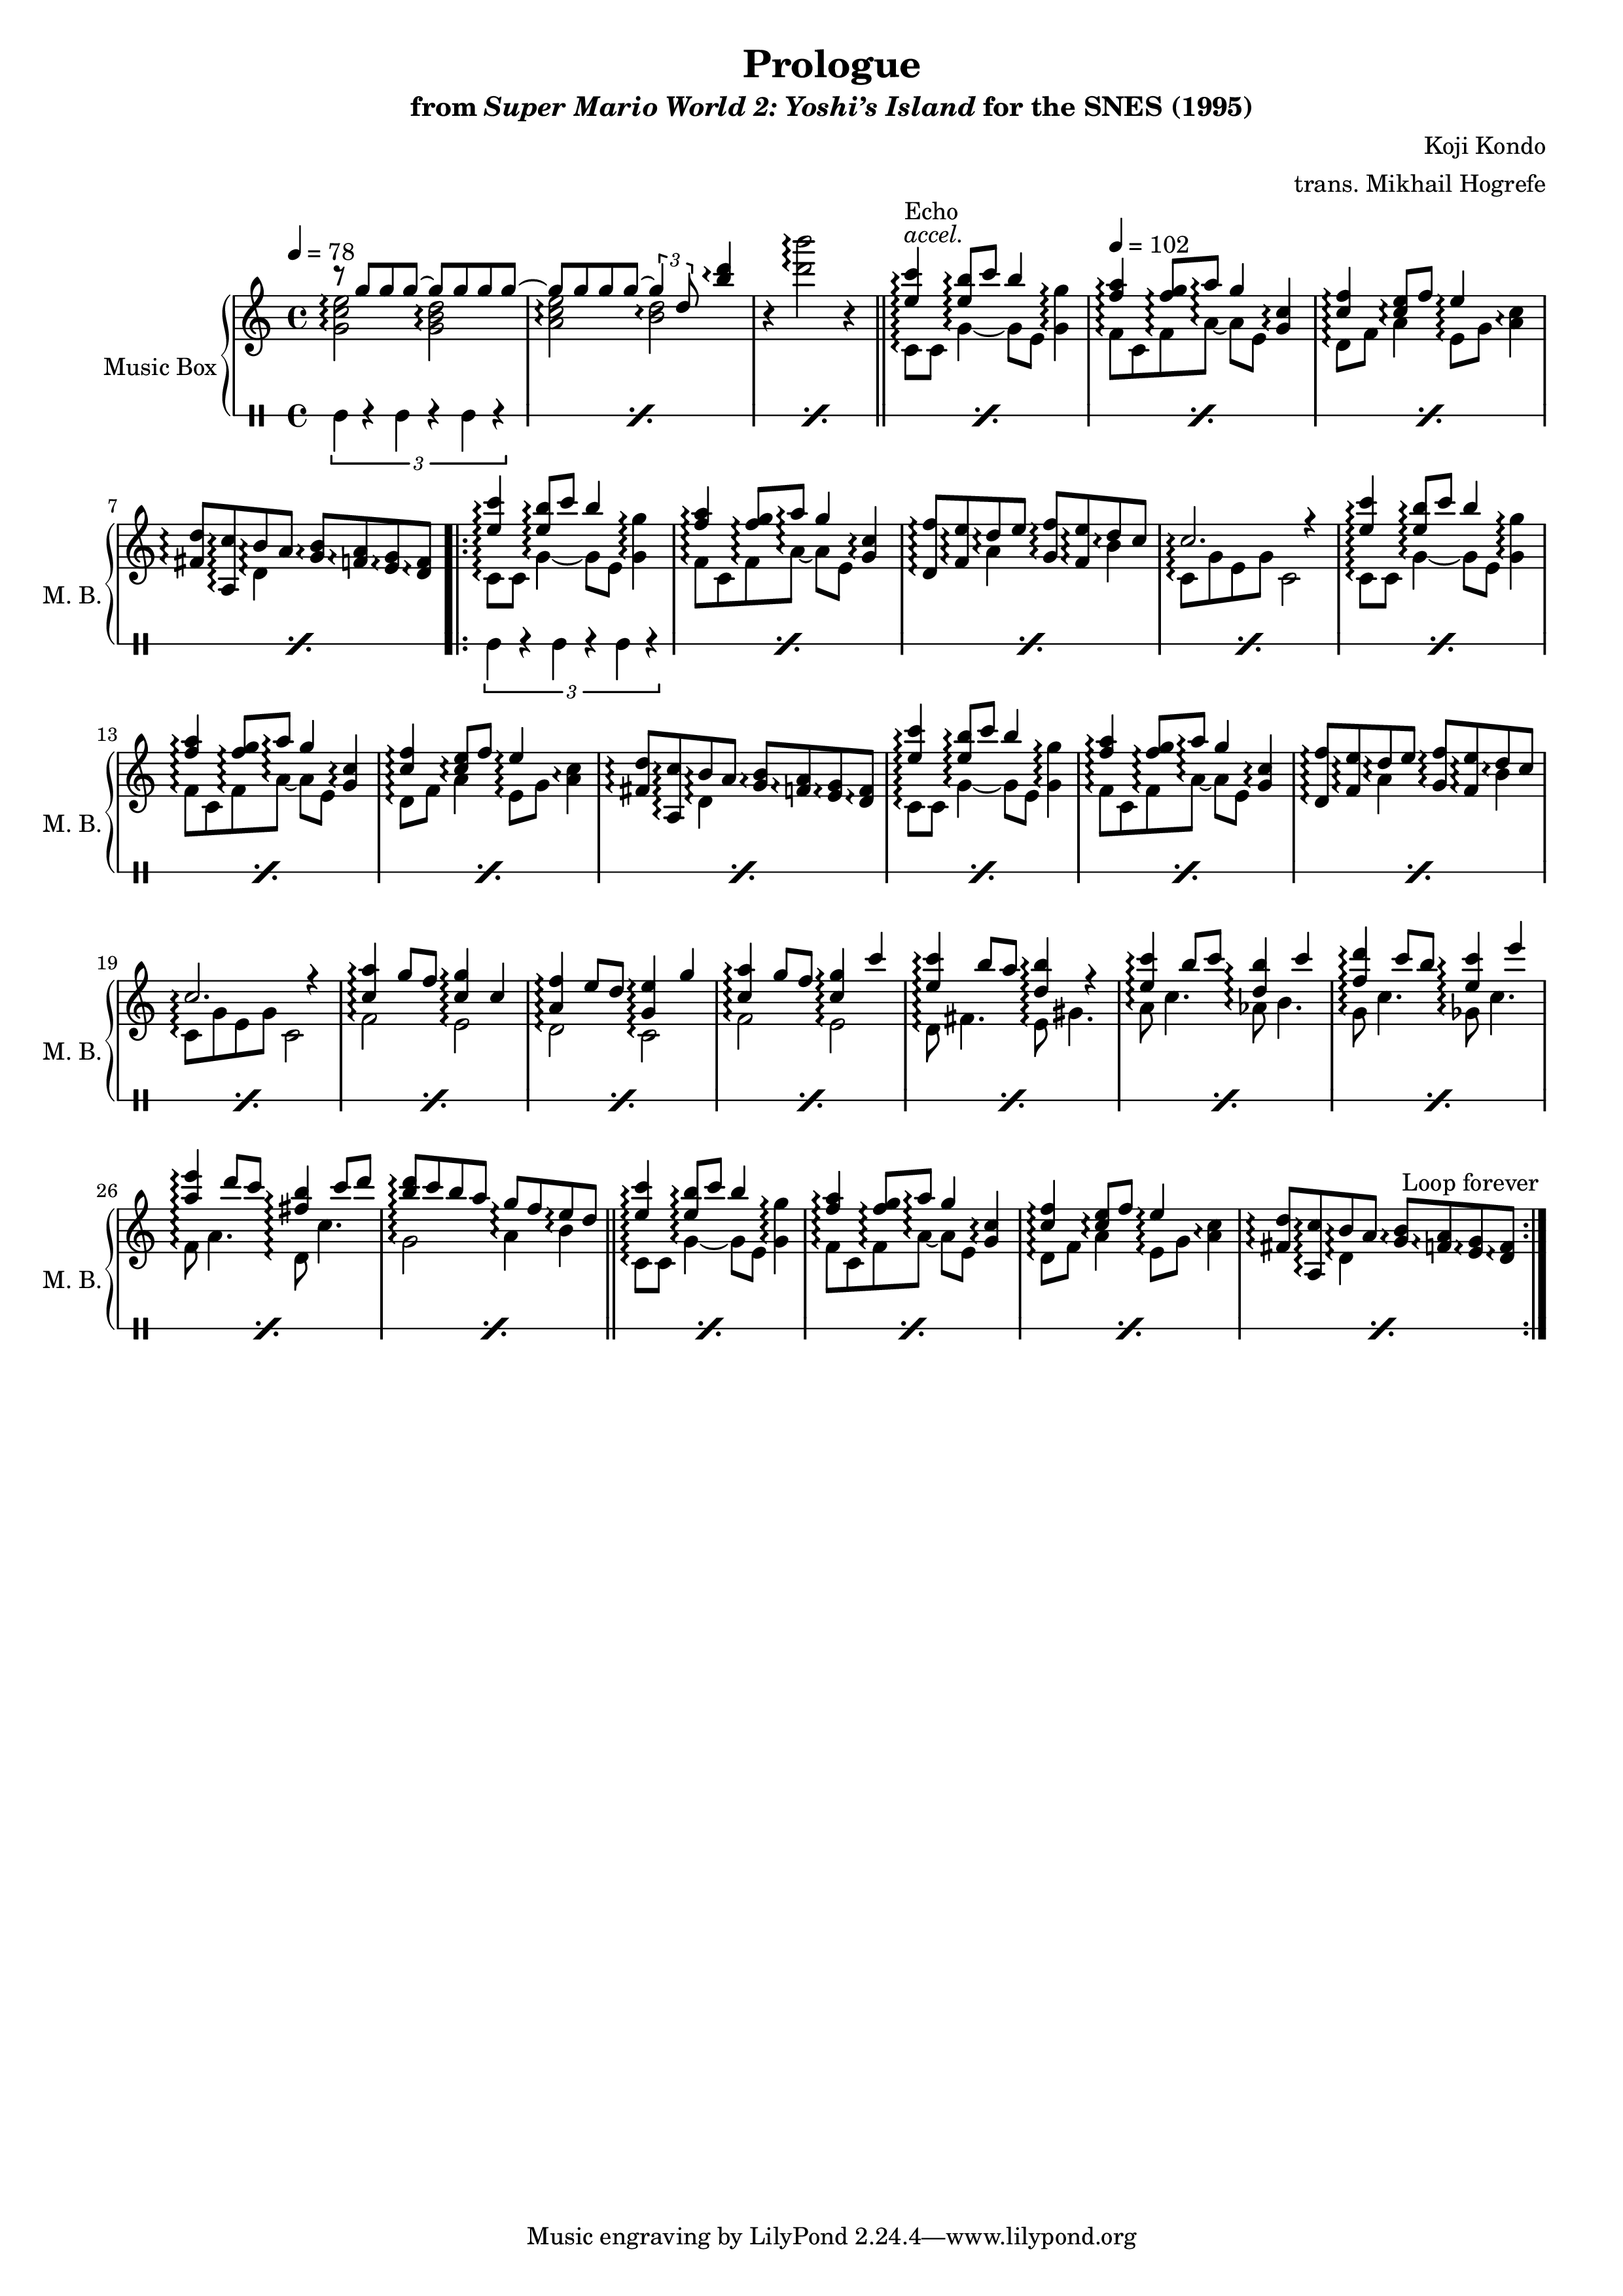 Prologue
from Super Mario World 2: Yoshi’s Island for the SNES (1995)
Koji Kondo
trans. Mikhail Hogrefe
Echo
accel.
= 78
= 102
3
Music Box
3
7
M. B.
3
13
M. B.
19
M. B.
26
Loop forever
M. B.
Music engraving by LilyPond 2.24.4—www.lilypond.org